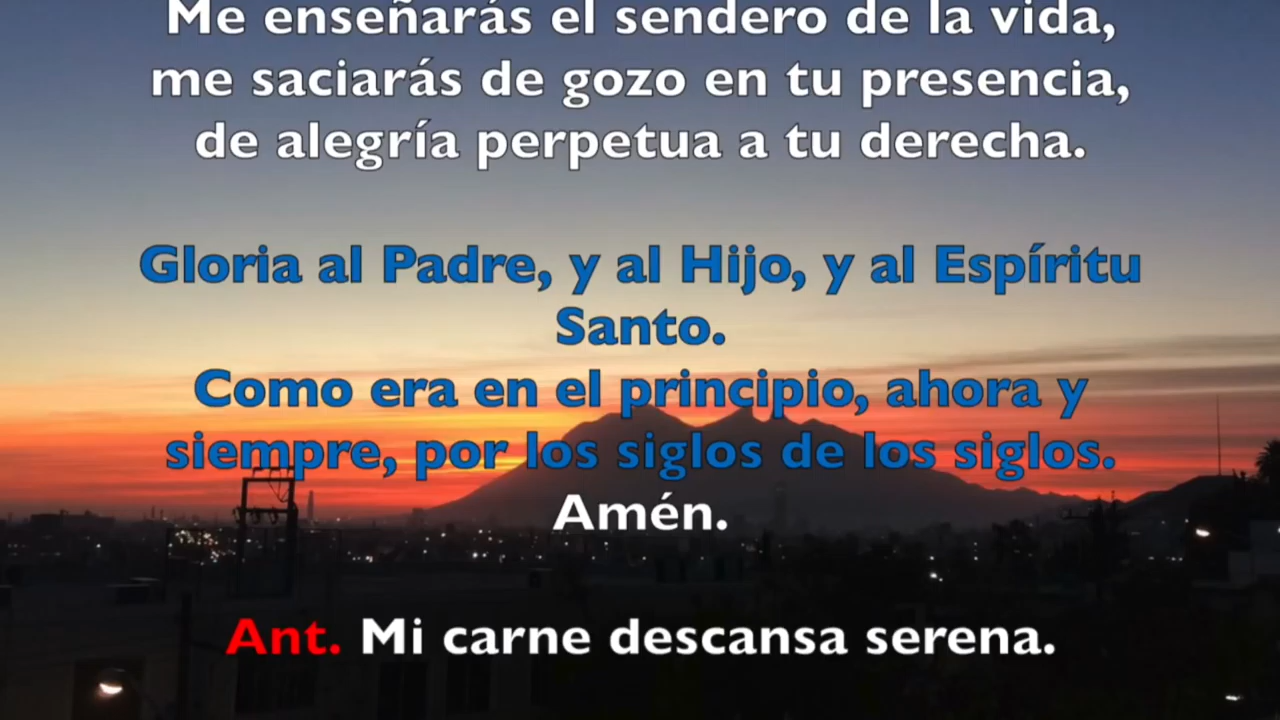 Me enseñarás el sendero de la vida,
me saciarás de gozo en tu presencia,
de alegría perpetua a tu derecha.
Gloria al Padre, y al Hijo, y al Espíritu
Santo.
Como era en el principio, ahora y
siempre, por los siglos de los siglos.
Amén.
Ant. Mi carne descansa serena.